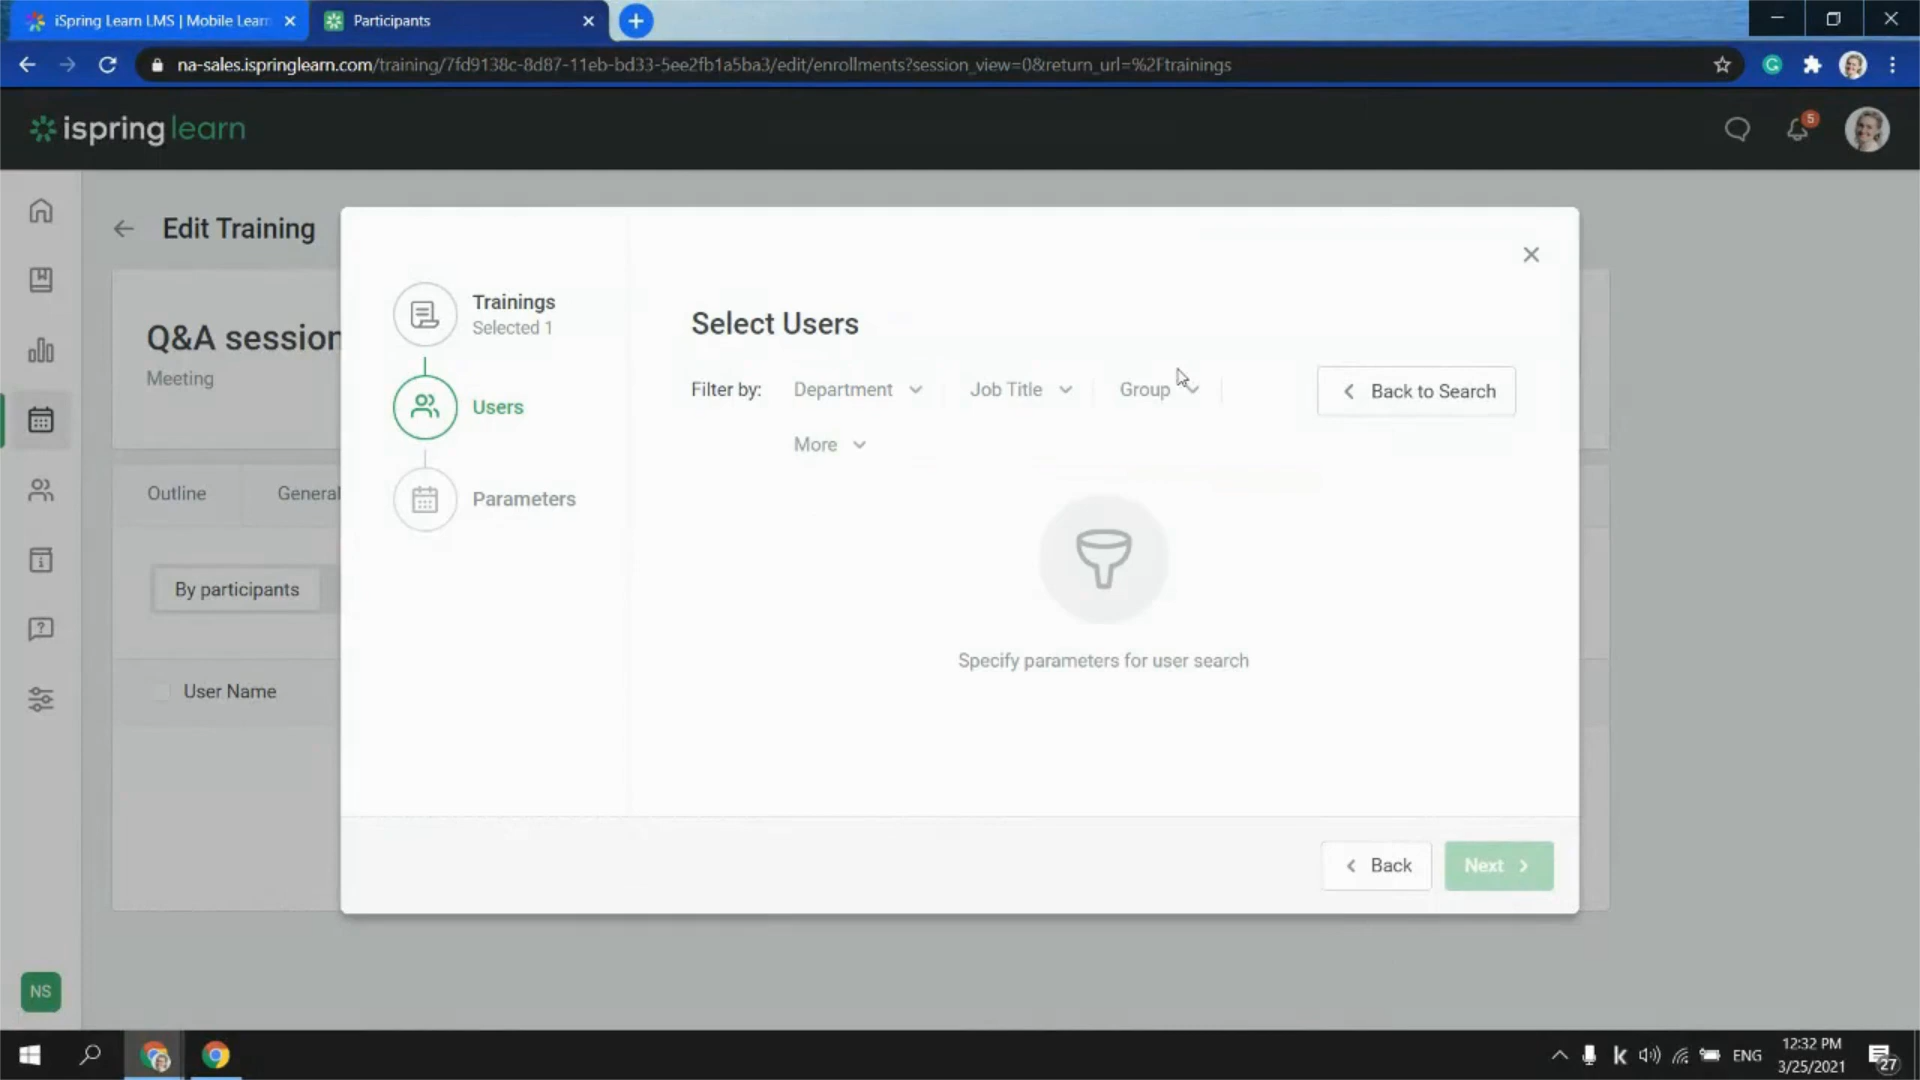 iSpring Learn LMS | Mobile Learn
Participants
na-sales.ispringlearn.com/training/7fd9138c-8d87-11eb-bd33-5ee2fb1a5ba3/edit/enrollments?session_view=0&return_url=%2Ftrainings
ispring learn
5
Edit Training
Q&A session
Meeting
Outline
General
By participants
User Name
NS
Trainings
Selected 1
Users
Parameters
Select Users
Filter by:
Department
Job Title
Group
Back to Search
More
Specify parameters for user search
Back
Next
ENG
12:32 PM
3/25/2021
27